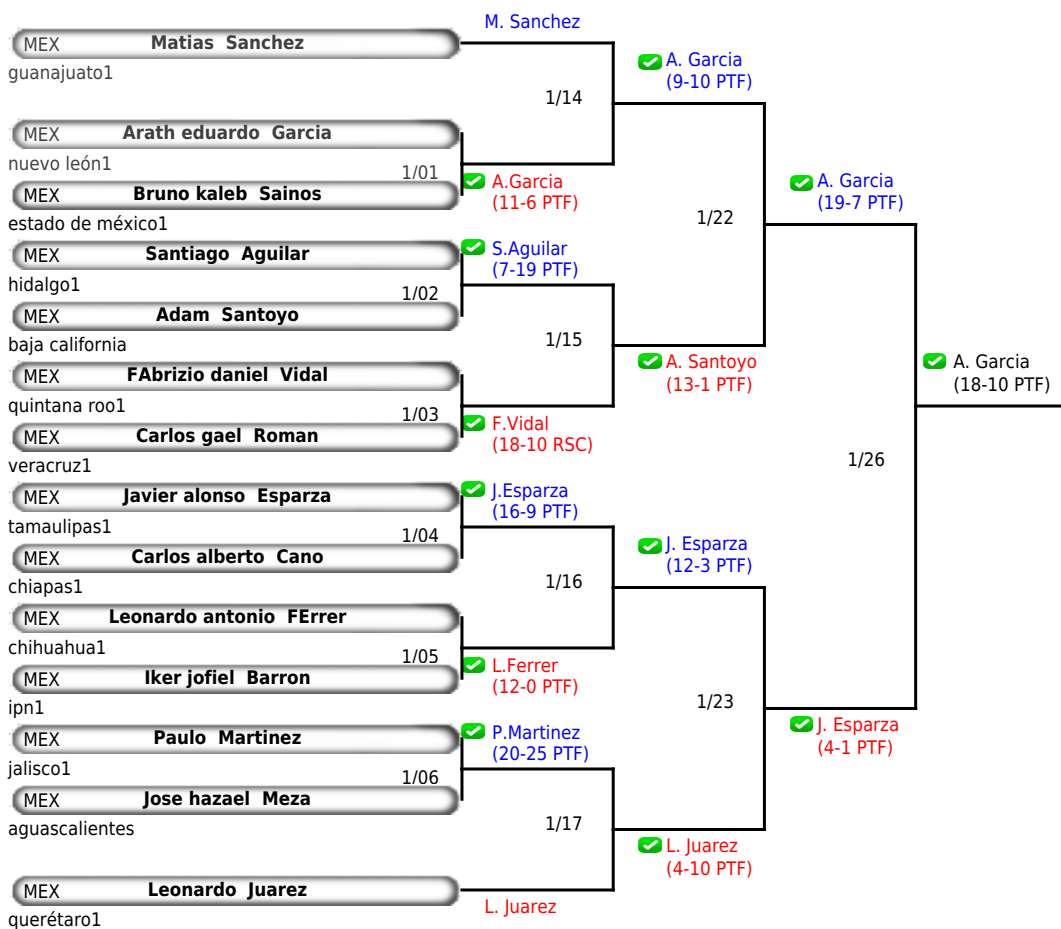 M. Sanchez
MEX Matias Sanchez
guanajuato1
A. Garcia
(9-10 PTF)
1/14
MEX Arath eduardo Garcia
nuevo león1
1/01
A.Garcia
(11-6 PTF)
A. Garcia
(19-7 PTF)
MEX Bruno kaleb Sainos
estado de méxico1
1/22
MEX Santiago Aguilar
S.Aguilar
(7-19 PTF)
hidalgo1
1/02
MEX Adam Santoyo
baja california
1/15
A. Santoyo
(13-1 PTF)
A. Garcia
(18-10 PTF)
MEX FAbrizio daniel Vidal
quintana roo1
1/03
F.Vidal
(18-10 RSC)
MEX Carlos gael Roman
veracruz1
1/26
MEX Javier alonso Esparza
J.Esparza
(16-9 PTF)
tamaulipas1
1/04
MEX Carlos alberto Cano
chiapas1
J. Esparza
(12-3 PTF)
1/16
MEX Leonardo antonio FErrer
chihuahua1
1/05
L.Ferrer
(12-0 PTF)
MEX Iker jofiel Barron
ipn1
1/23
MEX Paulo Martinez
P.Martinez
(20-25 PTF)
J. Esparza
(4-1 PTF)
jalisco1
1/06
MEX Jose hazael Meza
aguascalientes
1/17
L. Juarez
(4-10 PTF)
MEX Leonardo Juarez
L. Juarez
querétaro1